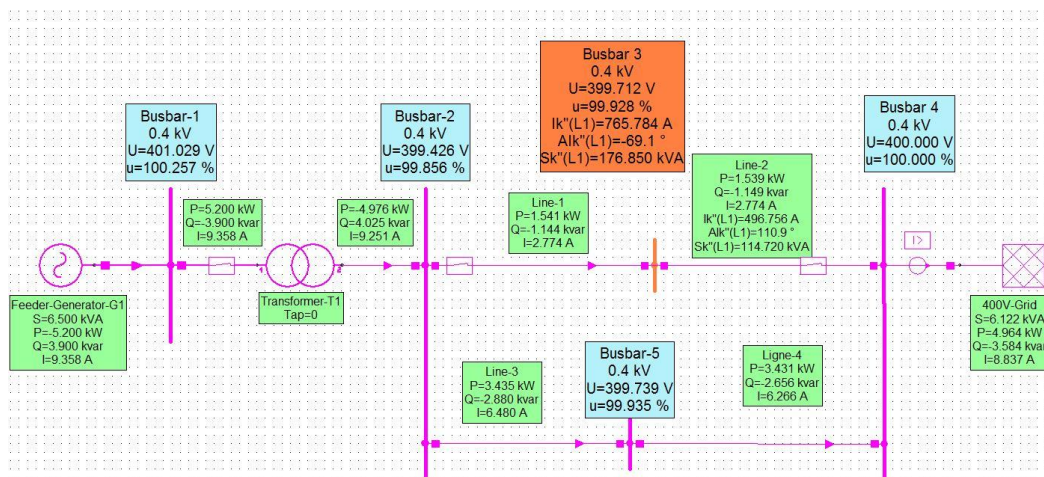 Busbar 3
0.4 kV
U=399.712 V
u=99.928 %
Ik"(L1)=765.784 A
AIk"(L1)=-69.1 °
Sk"(L1)=176.850 kVA
Busbar-1
0.4 kV
U=401.029 V
u=100.257 %
Busbar-2
0.4 kV
U=399.426 V
u=99.856 %
Busbar 4
0.4 kV
U=400.000 V
u=100.000 %
P=5.200 kW
Q=-3.900 kvar
I=9.358 A
P=-4.976 kW
Q=4.025 kvar
I=9.251 A
Line-1
P=1.541 kW
Q=-1.144 kvar
I=2.774 A
Line-2
P=1.539 kW
Q=-1.149 kvar
I=2.774 A
Ik"(L1)=496.756 A
AIk"(L1)=110.9 °
Sk"(L1)=114.720 kVA
I>
1
2
Feeder-Generator-G1
S=6.500 kVA
P=-5.200 kW
Q=3.900 kvar
I=9.358 A
Transformer-T1
Tap=0
400V-Grid
S=6.122 kVA
P=4.964 kW
Q=-3.584 kvar
I=8.837 A
Line-3
P=3.435 kW
Q=-2.880 kvar
I=6.480 A
Busbar-5
0.4 kV
U=399.739 V
u=99.935 %
Ligne-4
P=3.431 kW
Q=-2.656 kvar
I=6.266 A